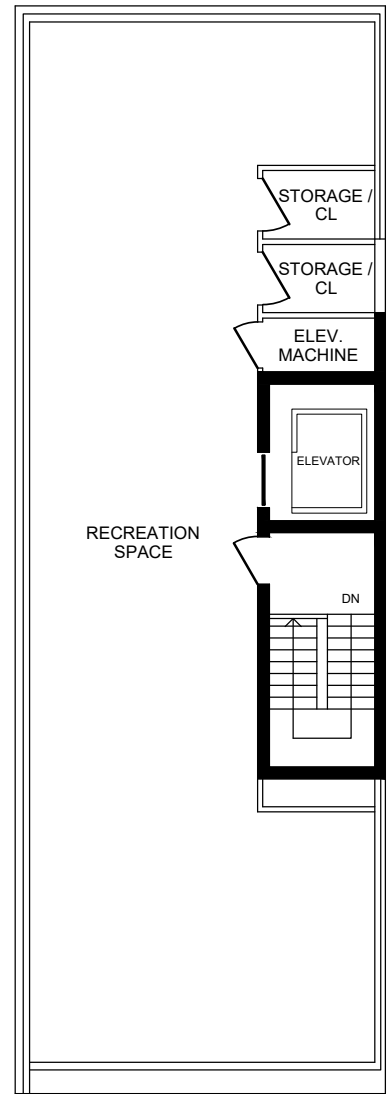 STORAGE /
CL
STORAGE /
CL
ELEV.
MACHINE
ELEVATOR
RECREATION
SPACE
DN